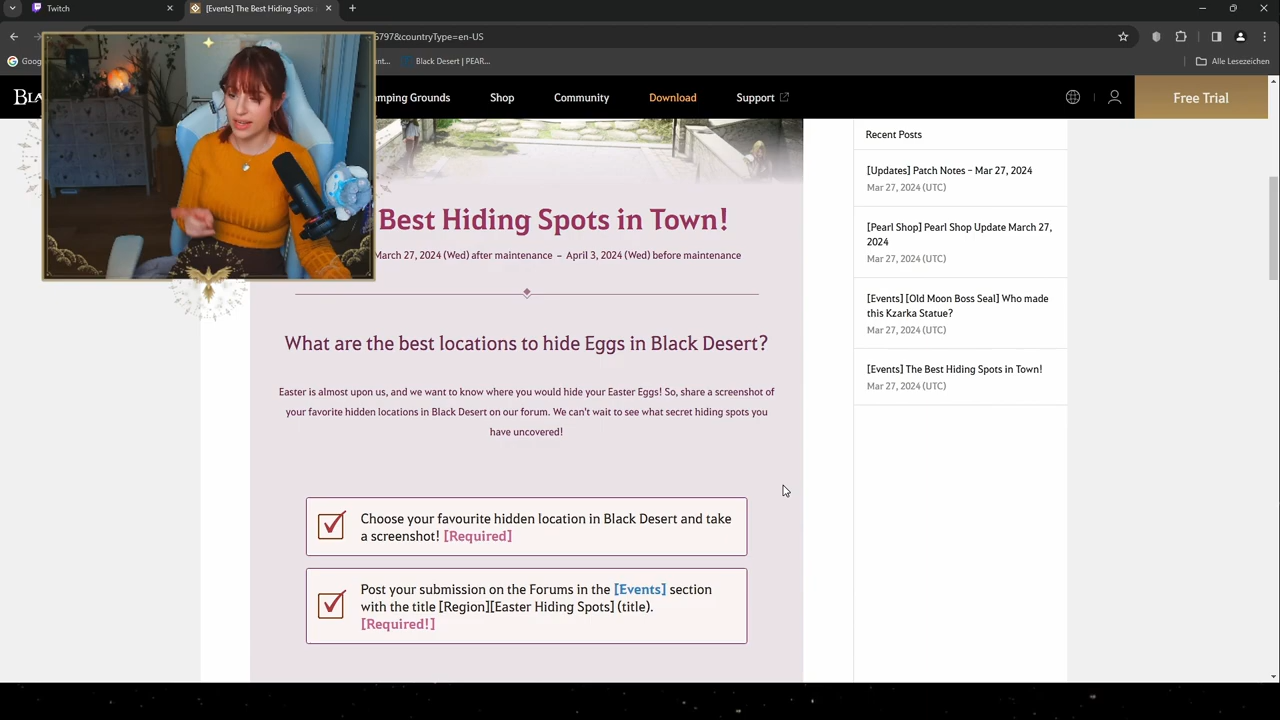 Twitch
[Events] The Best Hiding Spots
5797&countryType=en-US
Goog
unt...
Black Desert | PEAR...
Alle Lesezeichen
BLA
mping Grounds
Shop
Community
Download
Support
Free Trial
Best Hiding Spots in Town!
March 27, 2024 (Wed) after maintenance – April 3, 2024 (Wed) before maintenance
What are the best locations to hide Eggs in Black Desert?
Easter is almost upon us, and we want to know where you would hide your Easter Eggs! So, share a screenshot of
your favorite hidden locations in Black Desert on our forum. We can't wait to see what secret hiding spots you
have uncovered!
Choose your favourite hidden location in Black Desert and take
a screenshot! [Required]
Post your submission on the Forums in the [Events] section
with the title [Region][Easter Hiding Spots] (title).
[Required!]
Recent Posts
[Updates] Patch Notes – Mar 27, 2024
Mar 27, 2024 (UTC)
[Pearl Shop] Pearl Shop Update March 27,
2024
Mar 27, 2024 (UTC)
[Events] [Old Moon Boss Seal] Who made
this Kzarka Statue?
Mar 27, 2024 (UTC)
[Events] The Best Hiding Spots in Town!
Mar 27, 2024 (UTC)